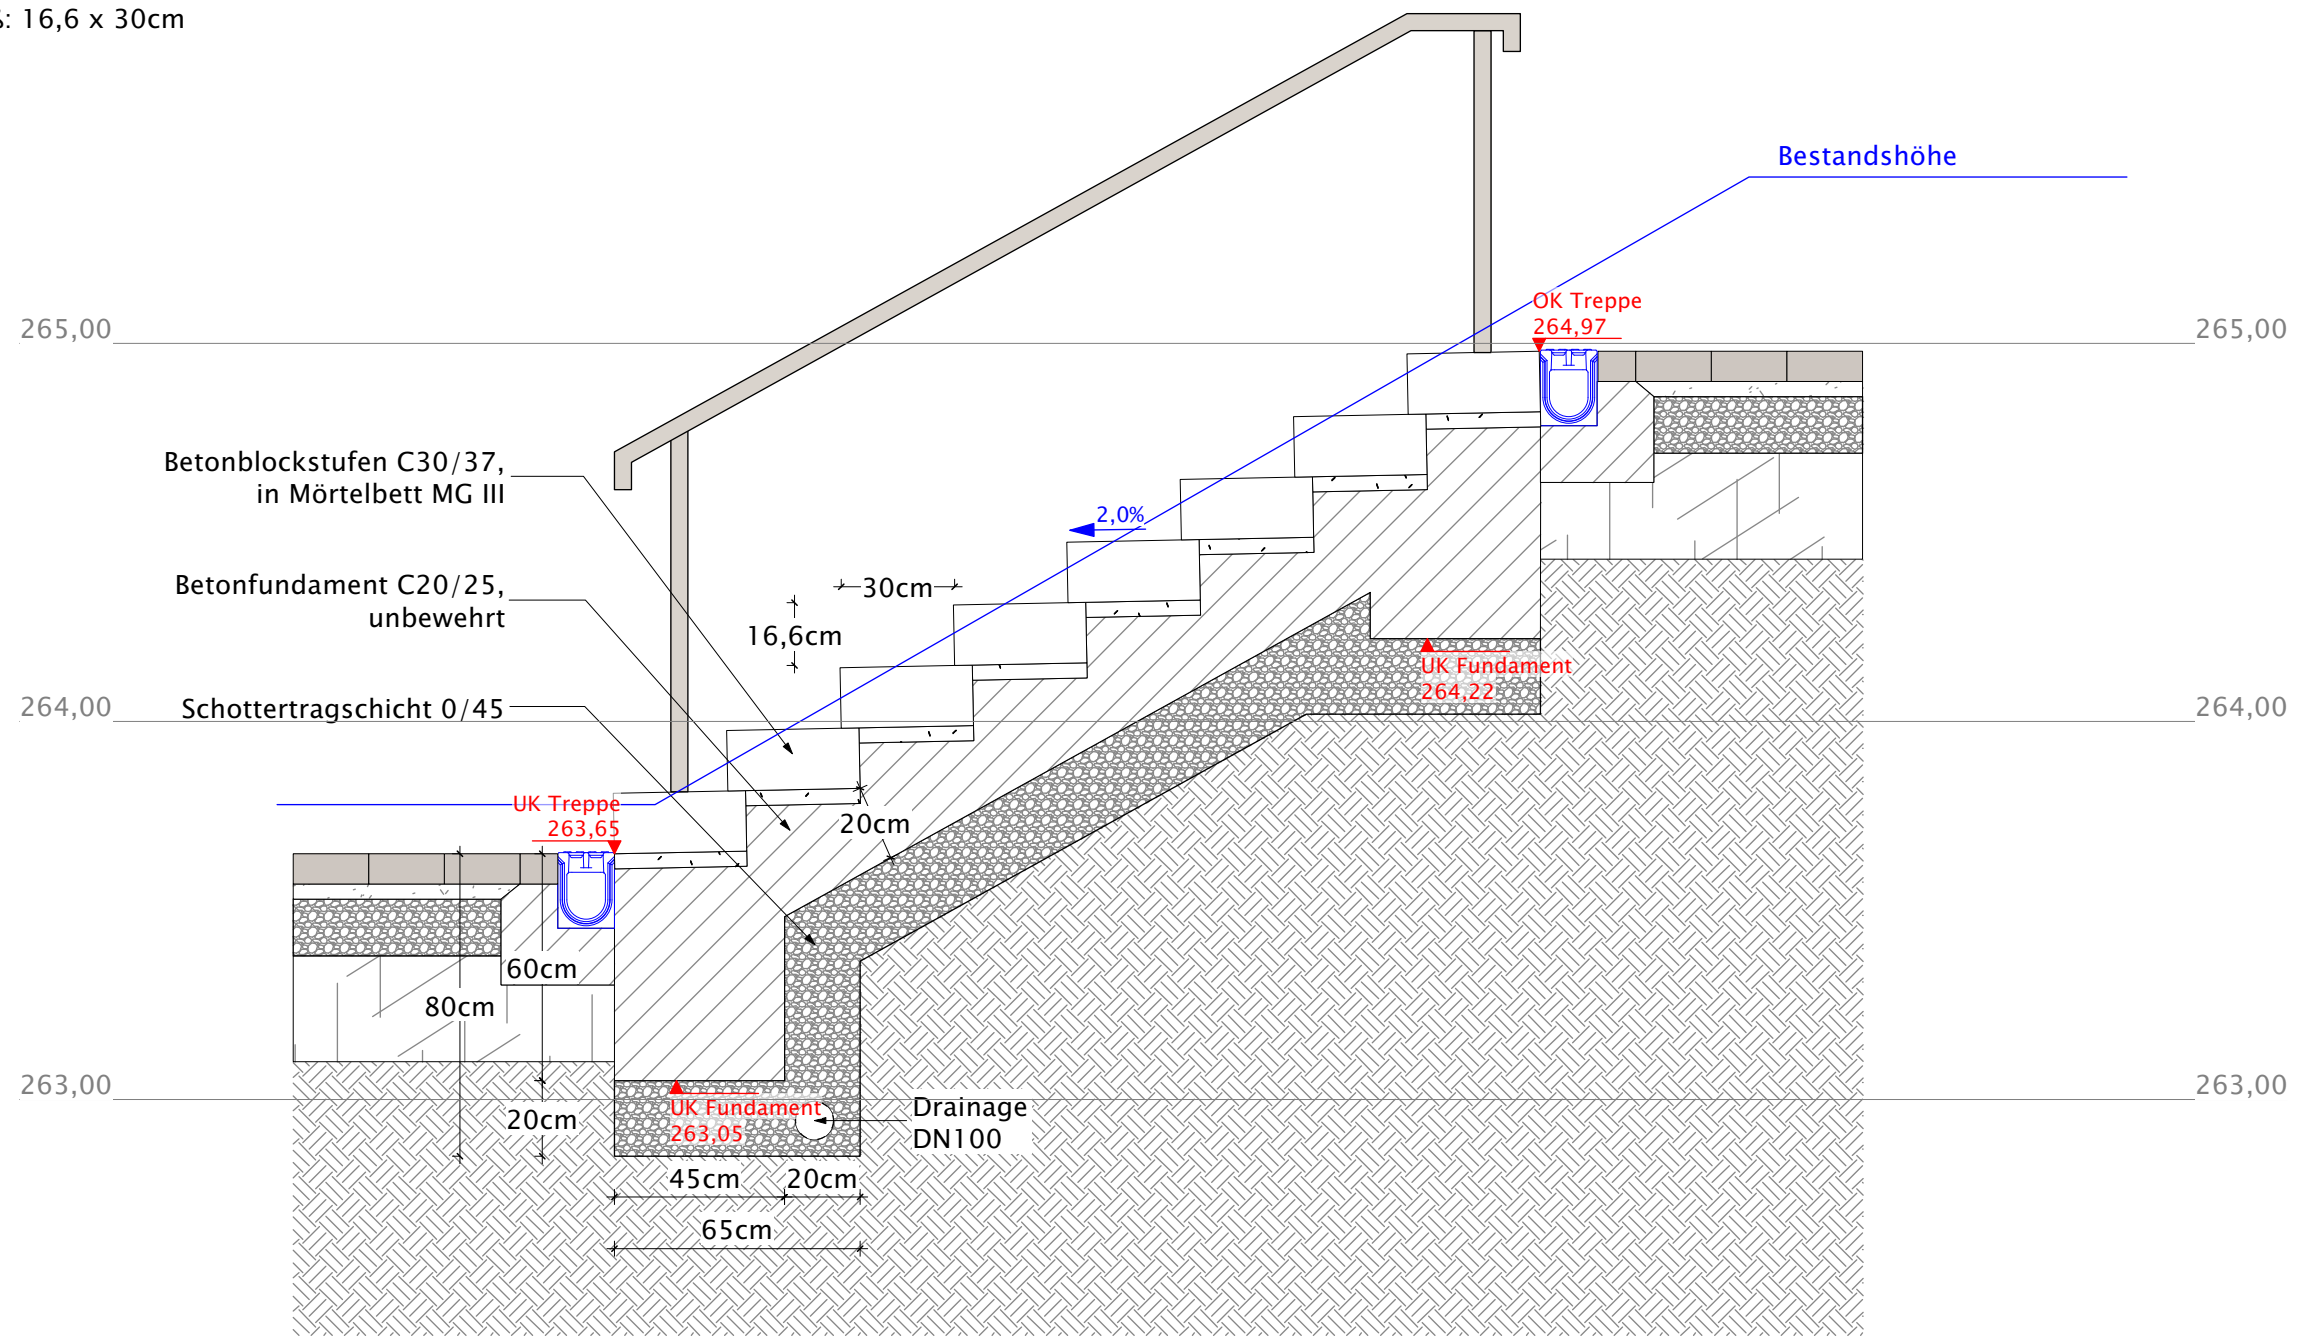 : 16,6 x 30cm
Bestandshöhe
OK Treppe
264,97
265,00
265,00
Betonblockstufen C30/37,
in Mörtelbett MG III
2,0%
Betonfundament C20/25,
unbewehrt
30cm
16,6cm
UK Fundament
264,22
Schottertragschicht 0/45
264,00
264,00
UK Treppe
263,65
20cm
60cm
80cm
263,00
263,00
20cm
UK Fundament
263,05
Drainage
DN100
45cm
20cm
65cm